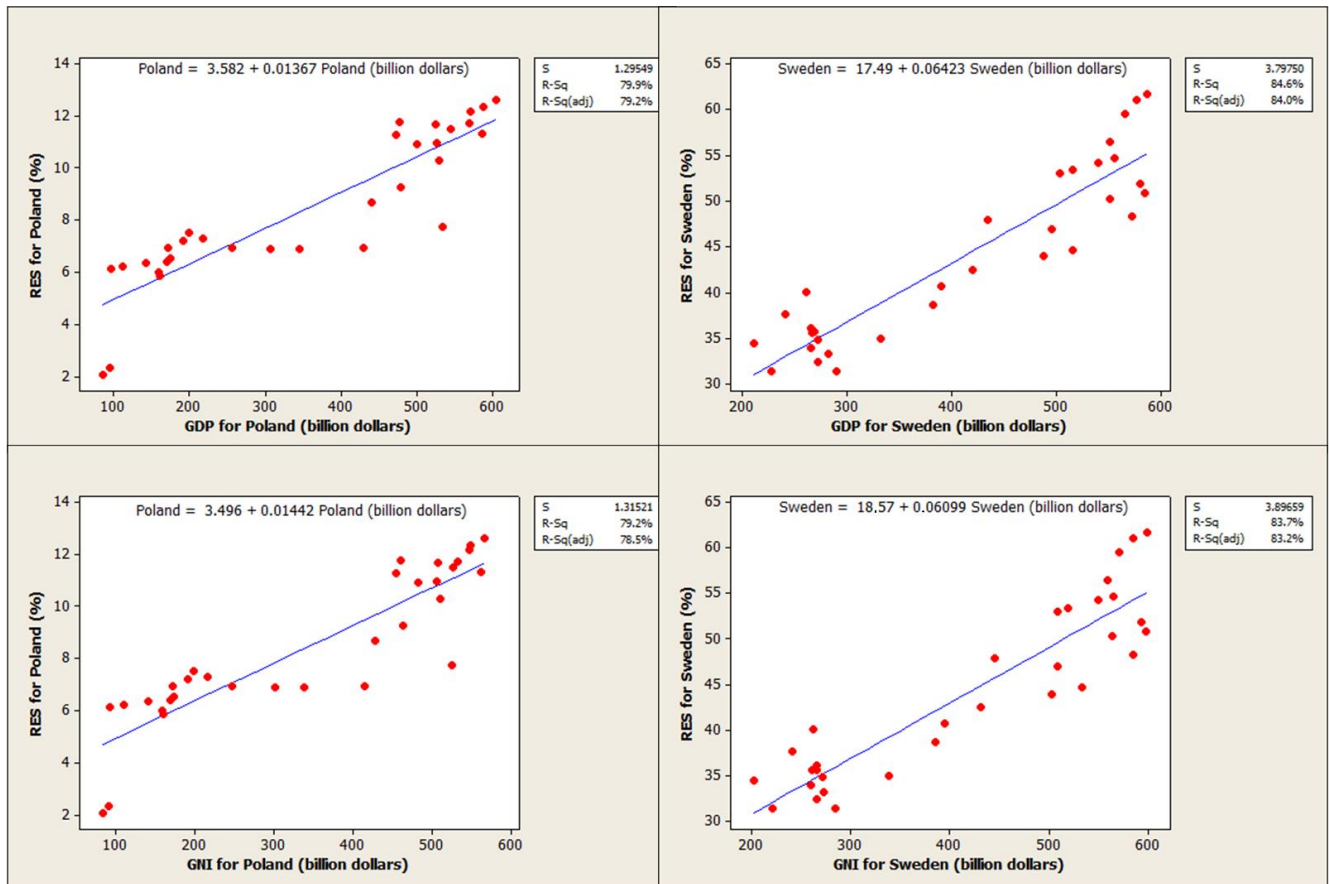 Poland = 3.582 + 0.01367 Poland (billion dollars)
S 1.29549
R-Sq 79.9%
R-Sq(adj) 79.2%
RES for Poland (%)
14
12
10
8
6
4
2
100 200 300 400 500 600
GDP for Poland (billion dollars)
Sweden = 17.49 + 0.06423 Sweden (billion dollars)
S 3.79750
R-Sq 84.6%
R-Sq(adj) 84.0%
RES for Sweden (%)
65
60
55
50
45
40
35
30
200 300 400 500 600
GDP for Sweden (billion dollars)
Poland = 3.496 + 0.01442 Poland (billion dollars)
S 1.31521
R-Sq 79.2%
R-Sq(adj) 78.5%
RES for Poland (%)
14
12
10
8
6
4
2
100 200 300 400 500 600
GNI for Poland (billion dollars)
Sweden = 18.57 + 0.06099 Sweden (billion dollars)
S 3.89659
R-Sq 83.7%
R-Sq(adj) 83.2%
RES for Sweden (%)
65
60
55
50
45
40
35
30
200 300 400 500 600
GNI for Sweden (billion dollars)